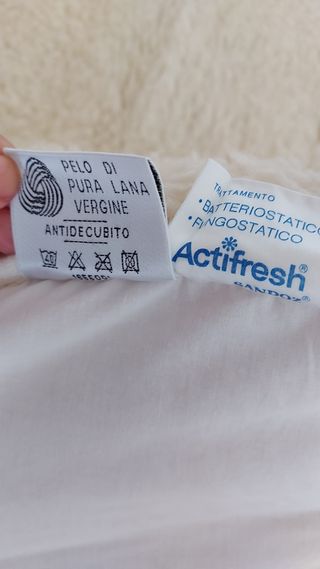 PELO DI
PURA LANA
VERGINE
ANTIDECUBITO
TRATTAMENTO
• BATTERIOSTATICO
• FUNGOSTATICO
Actifresh®
SANDOZ®